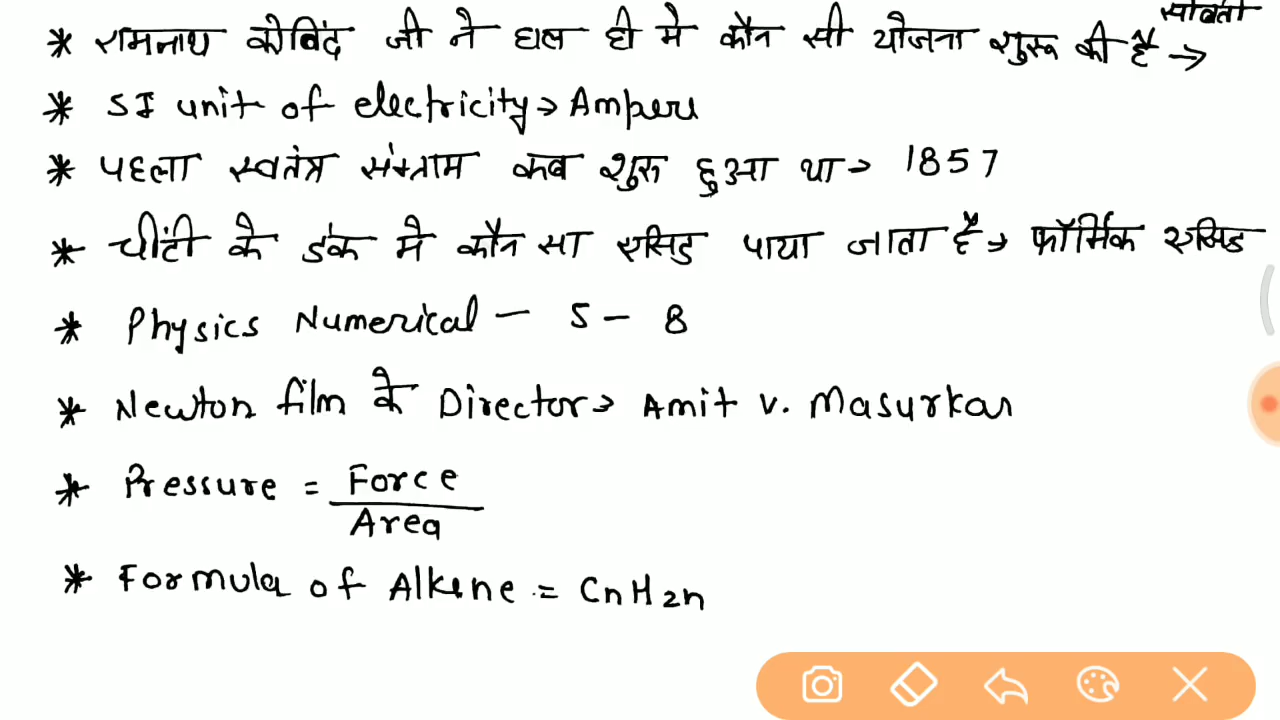 सोबती
* रामनाथ कोविंद जी ने हाल ही मे कौन सी योजना शुरू की है →
* SI unit of electricity → Ampere
* पहला स्वतंत्र संग्राम कब शुरू हुआ था → 1857
* चींटी के डंक मे कौन सा एसिड पाया जाता है → फॉर्मिक एसिड
* Physics Numerical - 5 - 8
* Newton film के Director → Amit V. Masurkar
* Pressure = Force
Area
* Formula of Alkene = CnH2n